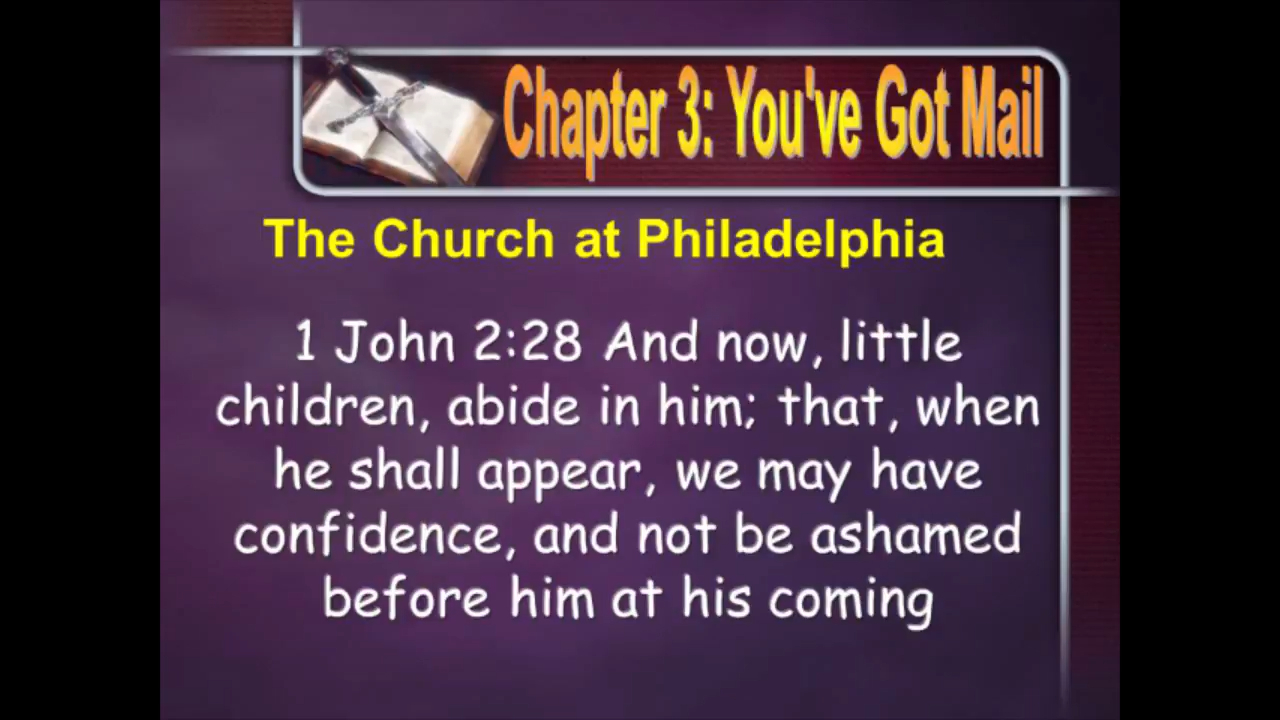 Chapter 3: You've Got Mail
The Church at Philadelphia
1 John 2:28 And now, little
children, abide in him; that, when
he shall appear, we may have
confidence, and not be ashamed
before him at his coming